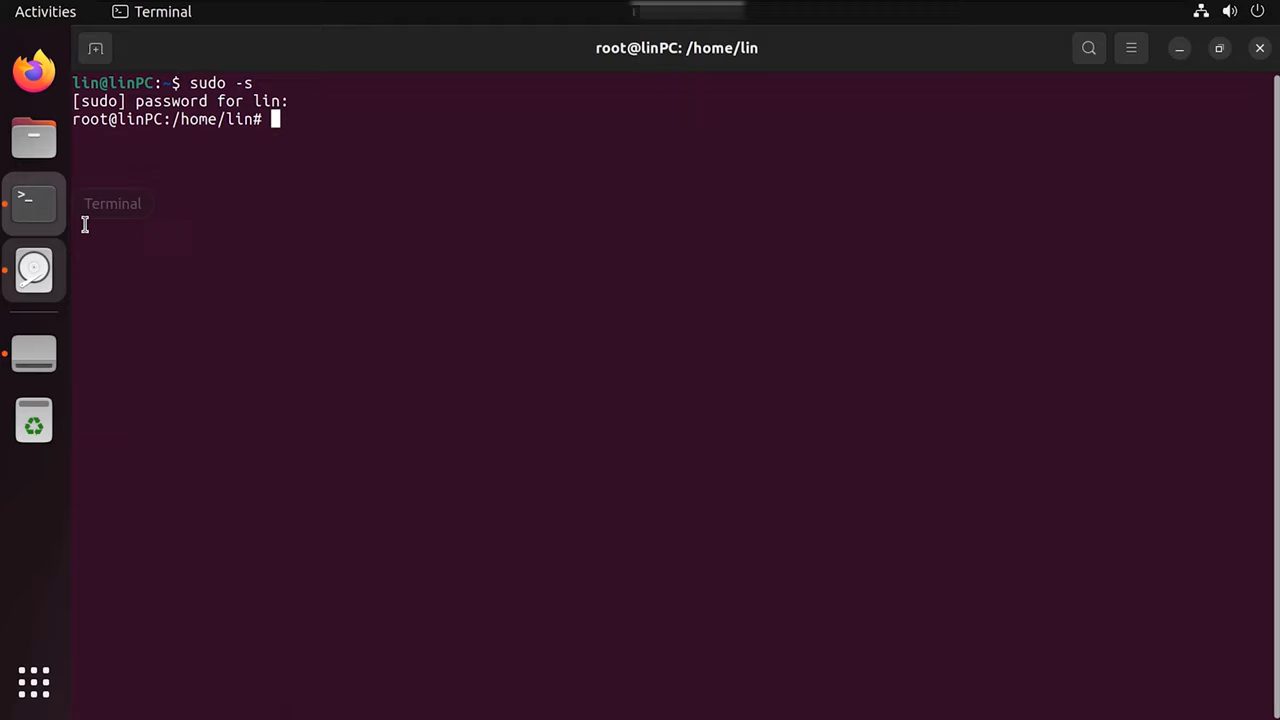 Activities Terminal
root@linPC: /home/lin
lin@linPC:~$ sudo -s
[sudo] password for lin:
root@linPC:/home/lin#
Terminal